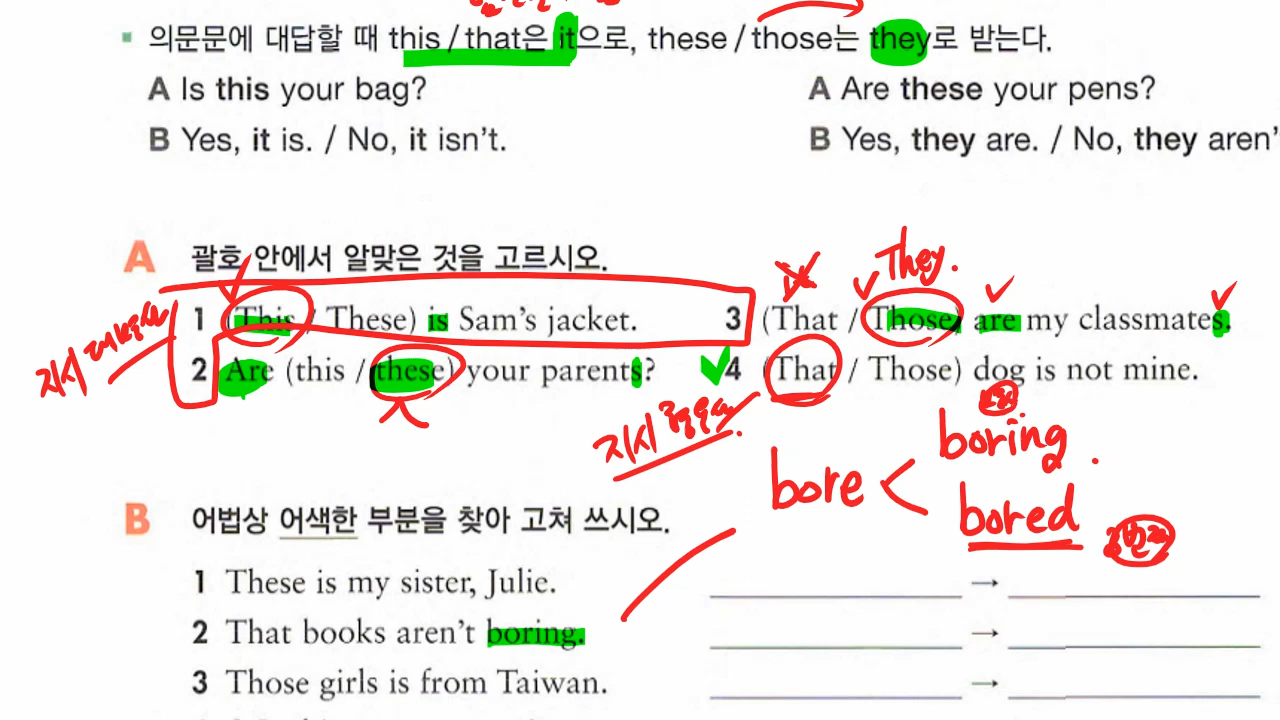 의문문에 대답할 때 this / that은 it으로, these / those는 they로 받는다.
A Is this your bag?
B Yes, it is. / No, it isn't.
A Are these your pens?
B Yes, they are. / No, they aren'
A 괄호 안에서 알맞은 것을 고르시오.
They.
1 (This / These) is Sam's jacket.
2 Are (this / these) your parents?
3 (That / Those) are my classmates.
4 (That / Those) dog is not mine.
지시 대명사
지시 형용사.
bore < boring.
bored
B 어법상 어색한 부분을 찾아 고쳐 쓰시오.
1 These is my sister, Julie. →
2 That books aren't boring. →
3 Those girls is from Taiwan. →